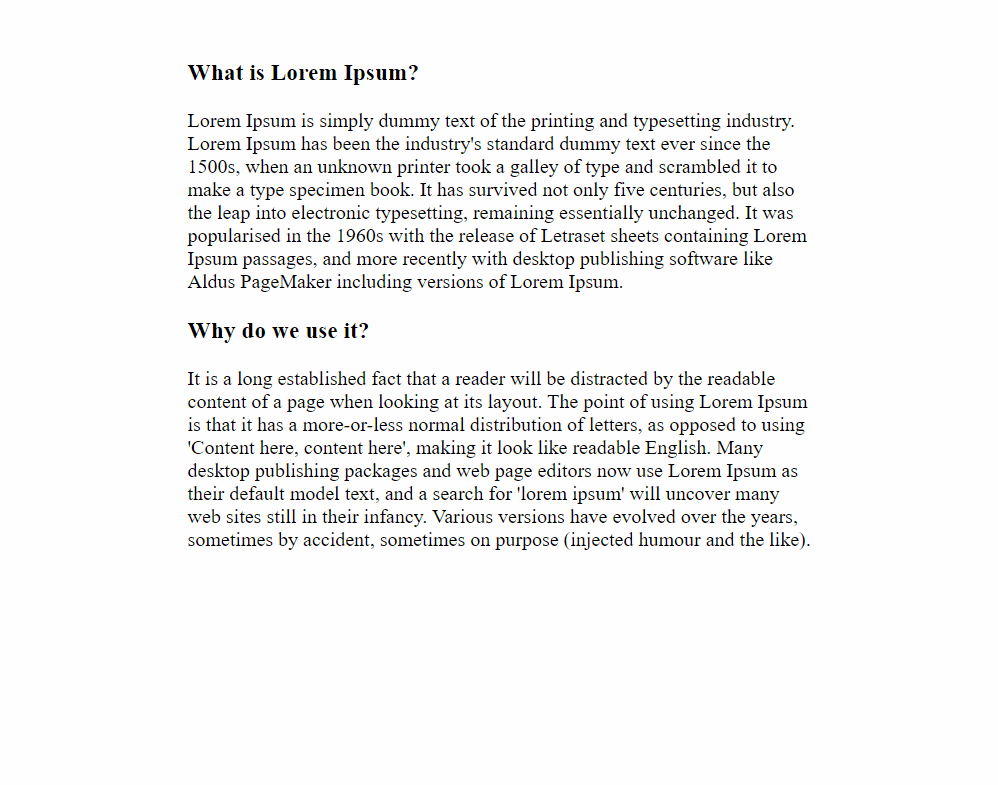 What is Lorem Ipsum?
Lorem Ipsum is simply dummy text of the printing and typesetting industry.
Lorem Ipsum has been the industry's standard dummy text ever since the
1500s, when an unknown printer took a galley of type and scrambled it to
make a type specimen book. It has survived not only five centuries, but also
the leap into electronic typesetting, remaining essentially unchanged. It was
popularised in the 1960s with the release of Letraset sheets containing Lorem
Ipsum passages, and more recently with desktop publishing software like
Aldus PageMaker including versions of Lorem Ipsum.
Why do we use it?
It is a long established fact that a reader will be distracted by the readable
content of a page when looking at its layout. The point of using Lorem Ipsum
is that it has a more-or-less normal distribution of letters, as opposed to using
'Content here, content here', making it look like readable English. Many
desktop publishing packages and web page editors now use Lorem Ipsum as
their default model text, and a search for 'lorem ipsum' will uncover many
web sites still in their infancy. Various versions have evolved over the years,
sometimes by accident, sometimes on purpose (injected humour and the like).